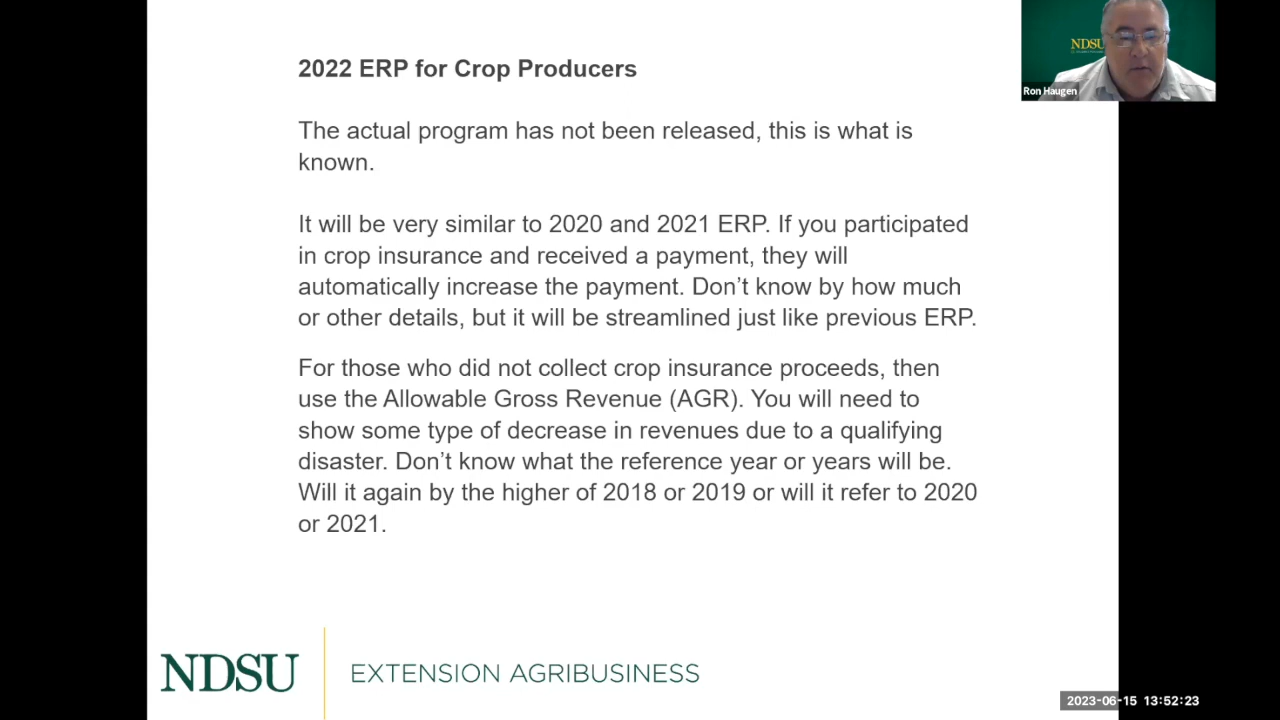 2022 ERP for Crop Producers
The actual program has not been released, this is what is
known.
It will be very similar to 2020 and 2021 ERP. If you participated
in crop insurance and received a payment, they will
automatically increase the payment. Don’t know by how much
or other details, but it will be streamlined just like previous ERP.
For those who did not collect crop insurance proceeds, then
use the Allowable Gross Revenue (AGR). You will need to
show some type of decrease in revenues due to a qualifying
disaster. Don’t know what the reference year or years will be.
Will it again by the higher of 2018 or 2019 or will it refer to 2020
or 2021.
NDSU
Ron Haugen
NDSU
EXTENSION AGRIBUSINESS
2023-06-15 13:52:23